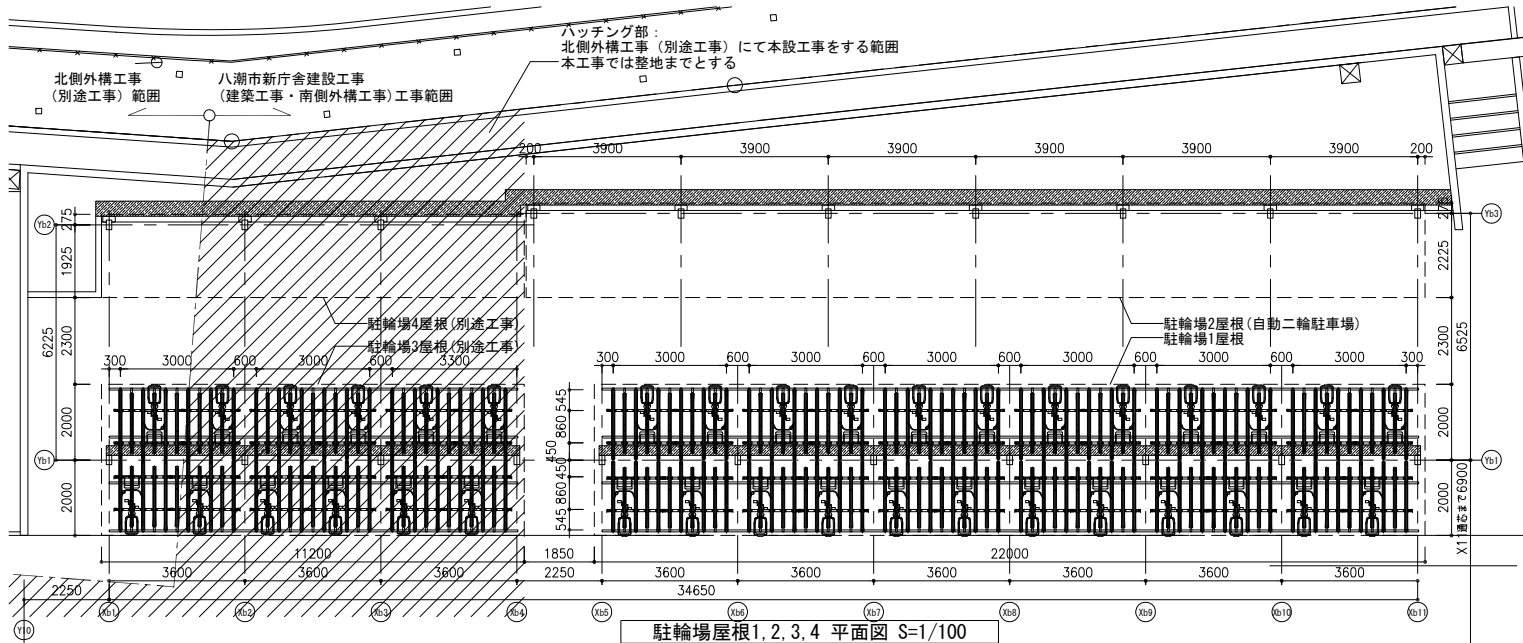 ハッチング部：
北側外構工事（別途工事）にて本設工事をする範囲
本工事では整地までとする
北側外構工事
（別途工事）範囲
八潮市新庁舎建設工事
（建築工事・南側外構工事）工事範囲
200 3900 3900 3900 3900 3900 3900 200
Yb2 275 275 Yb3
1925 2225
駐輪場4屋根(別途工事)
駐輪場3屋根(別途工事)
駐輪場2屋根(自動二輪駐車場)
駐輪場1屋根
6225 2300 2300 6525
300 3000 600 3000 600 3300
300 3000 600 3000 600 3000 600 3000 600 3000 600 3000 300
2000 545 860 450 2000
Yb1 Yb1
2000 450 860 545 2000
X11通芯まで6900
11200 1850 22000
3600 3600 3600 2250 3600 3600 3600 3600 3600 3600
2250 34650
Y10 Xb1 Xb2 Xb3 Xb4 Xb5 Xb6 Xb7 Xb8 Xb9 Xb10 Xb11
駐輪場屋根1,2,3,4 平面図 S=1/100